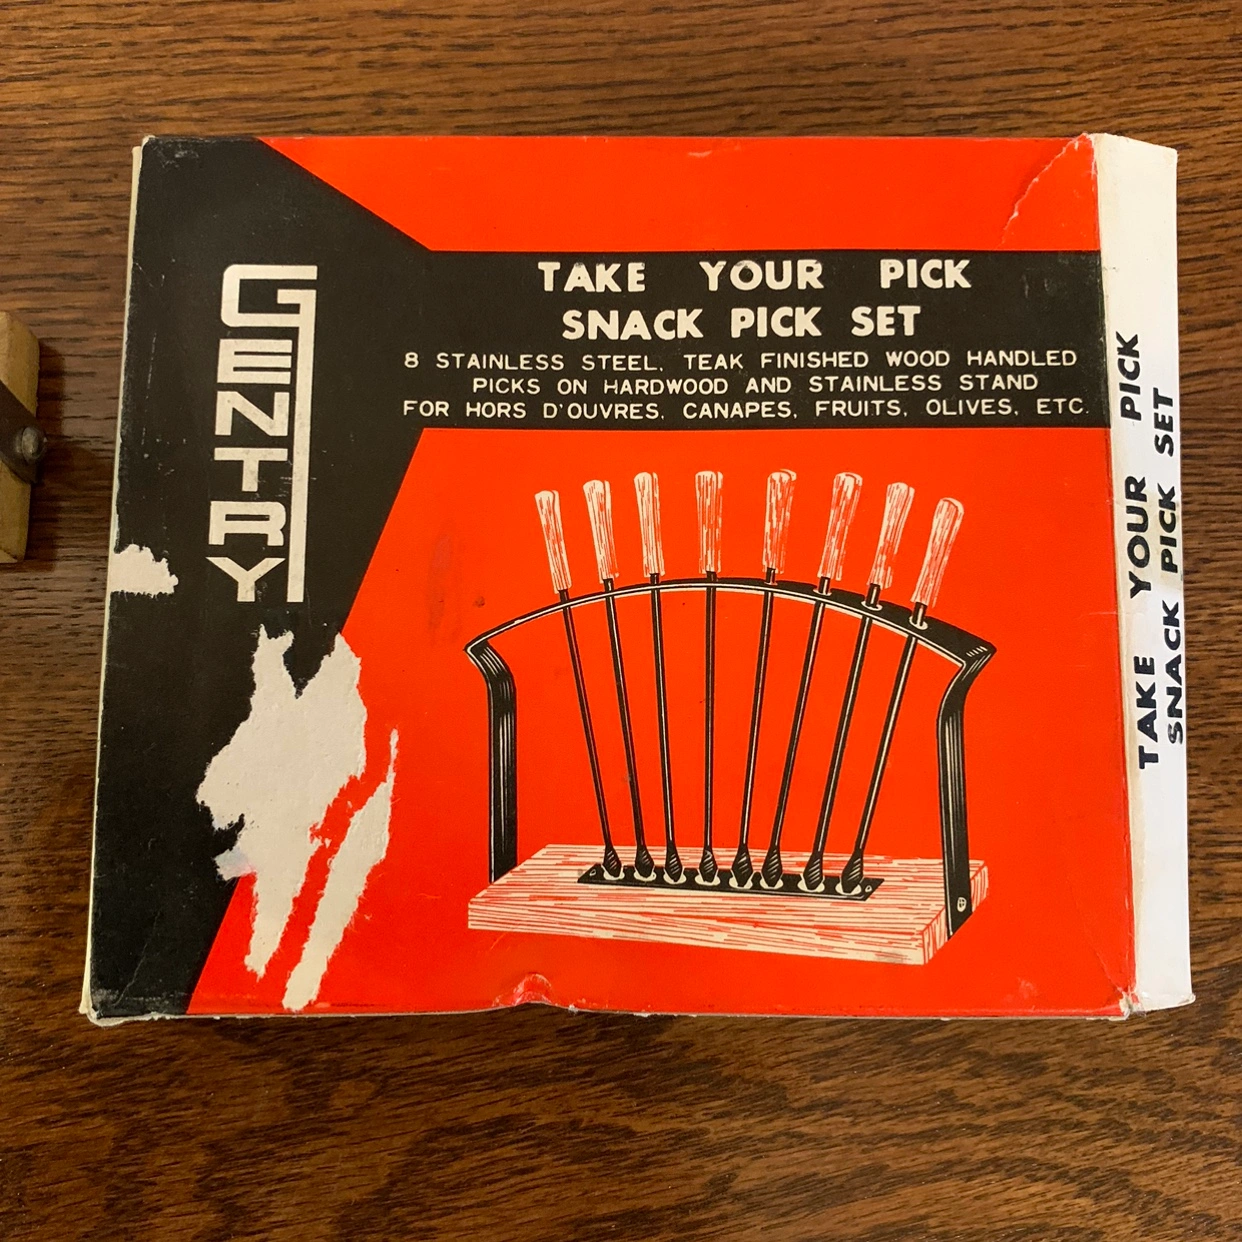 GENTRY
TAKE YOUR PICK
SNACK PICK SET
8 STAINLESS STEEL, TEAK FINISHED WOOD HANDLED
PICKS ON HARDWOOD AND STAINLESS STAND
FOR HORS D'OUVRES, CANAPES, FRUITS, OLIVES, ETC.
TAKE YOUR PICK
SNACK PICK SET